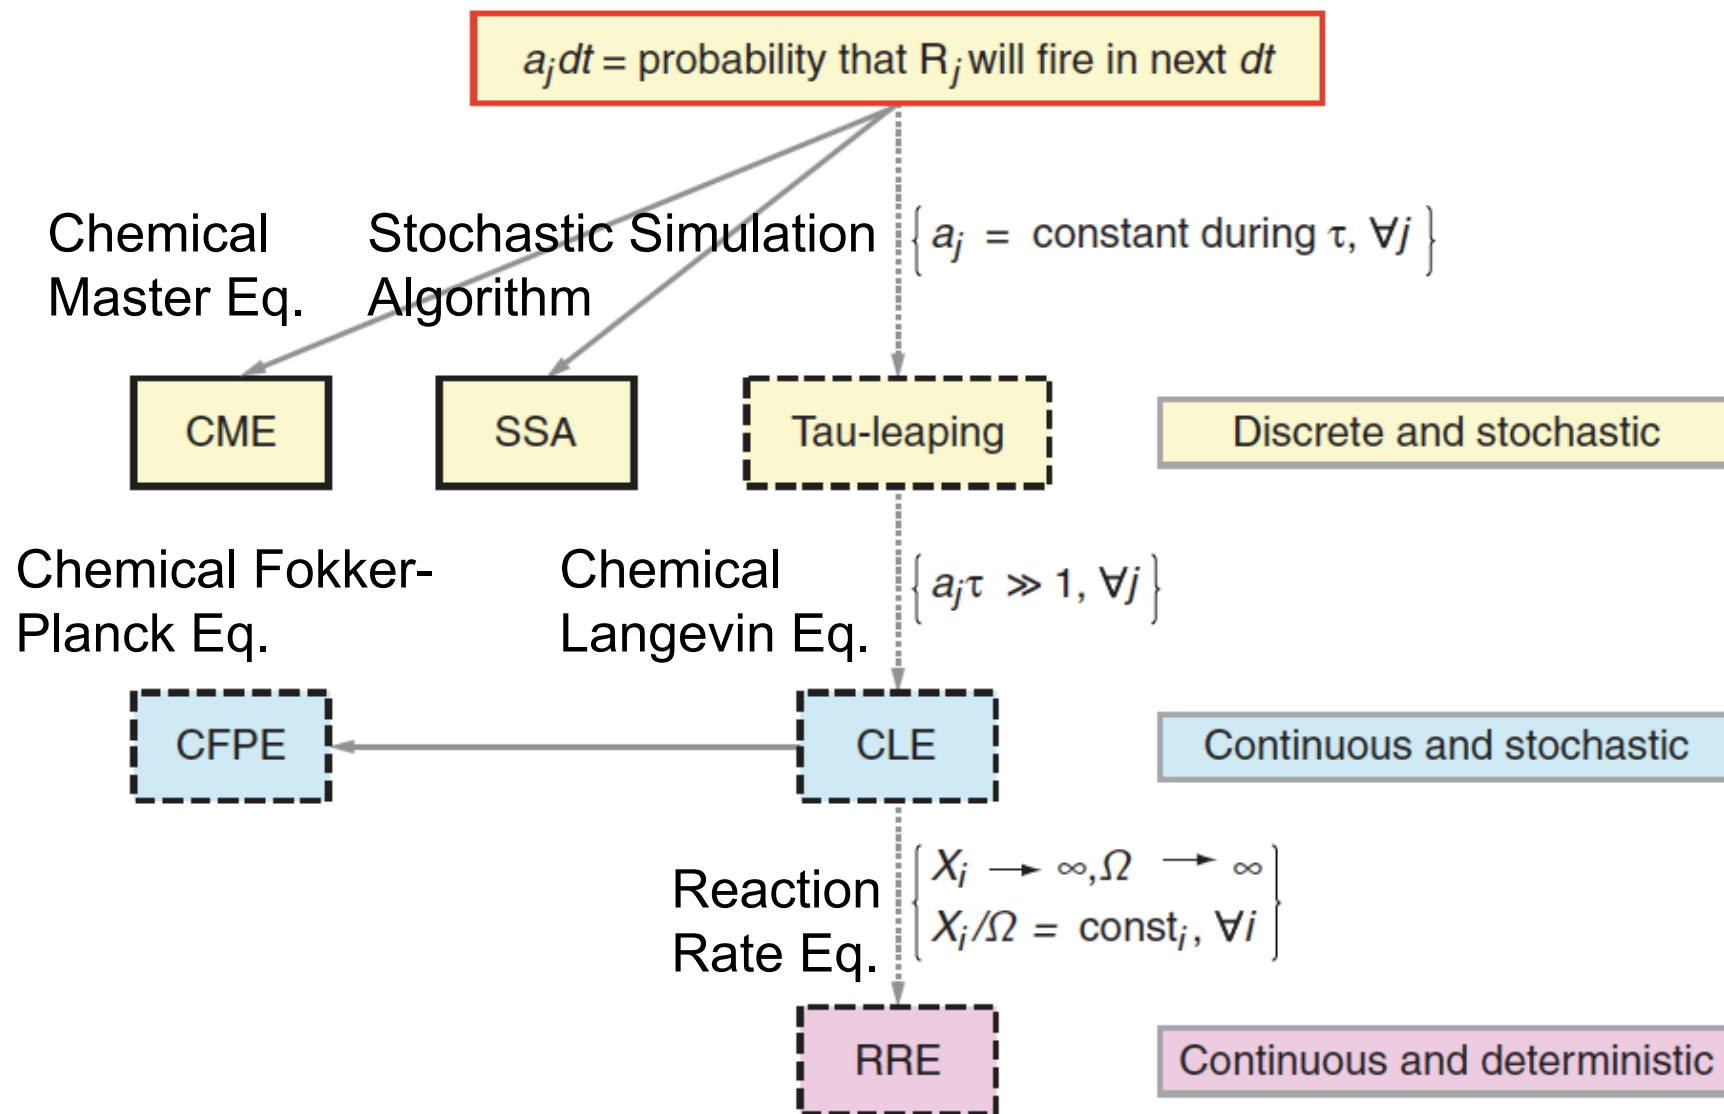 a_j dt = probability that R_j will fire in next dt
Chemical
Master Eq.
Stochastic Simulation
Algorithm
{ a_j = constant during τ, ∀j }
CME
SSA
Tau-leaping
Discrete and stochastic
Chemical Fokker-
Planck Eq.
Chemical
Langevin Eq.
{ a_jτ ≫ 1, ∀j }
CFPE
CLE
Continuous and stochastic
Reaction
Rate Eq.
X_i → ∞,Ω → ∞
X_i/Ω = const_i, ∀i
RRE
Continuous and deterministic